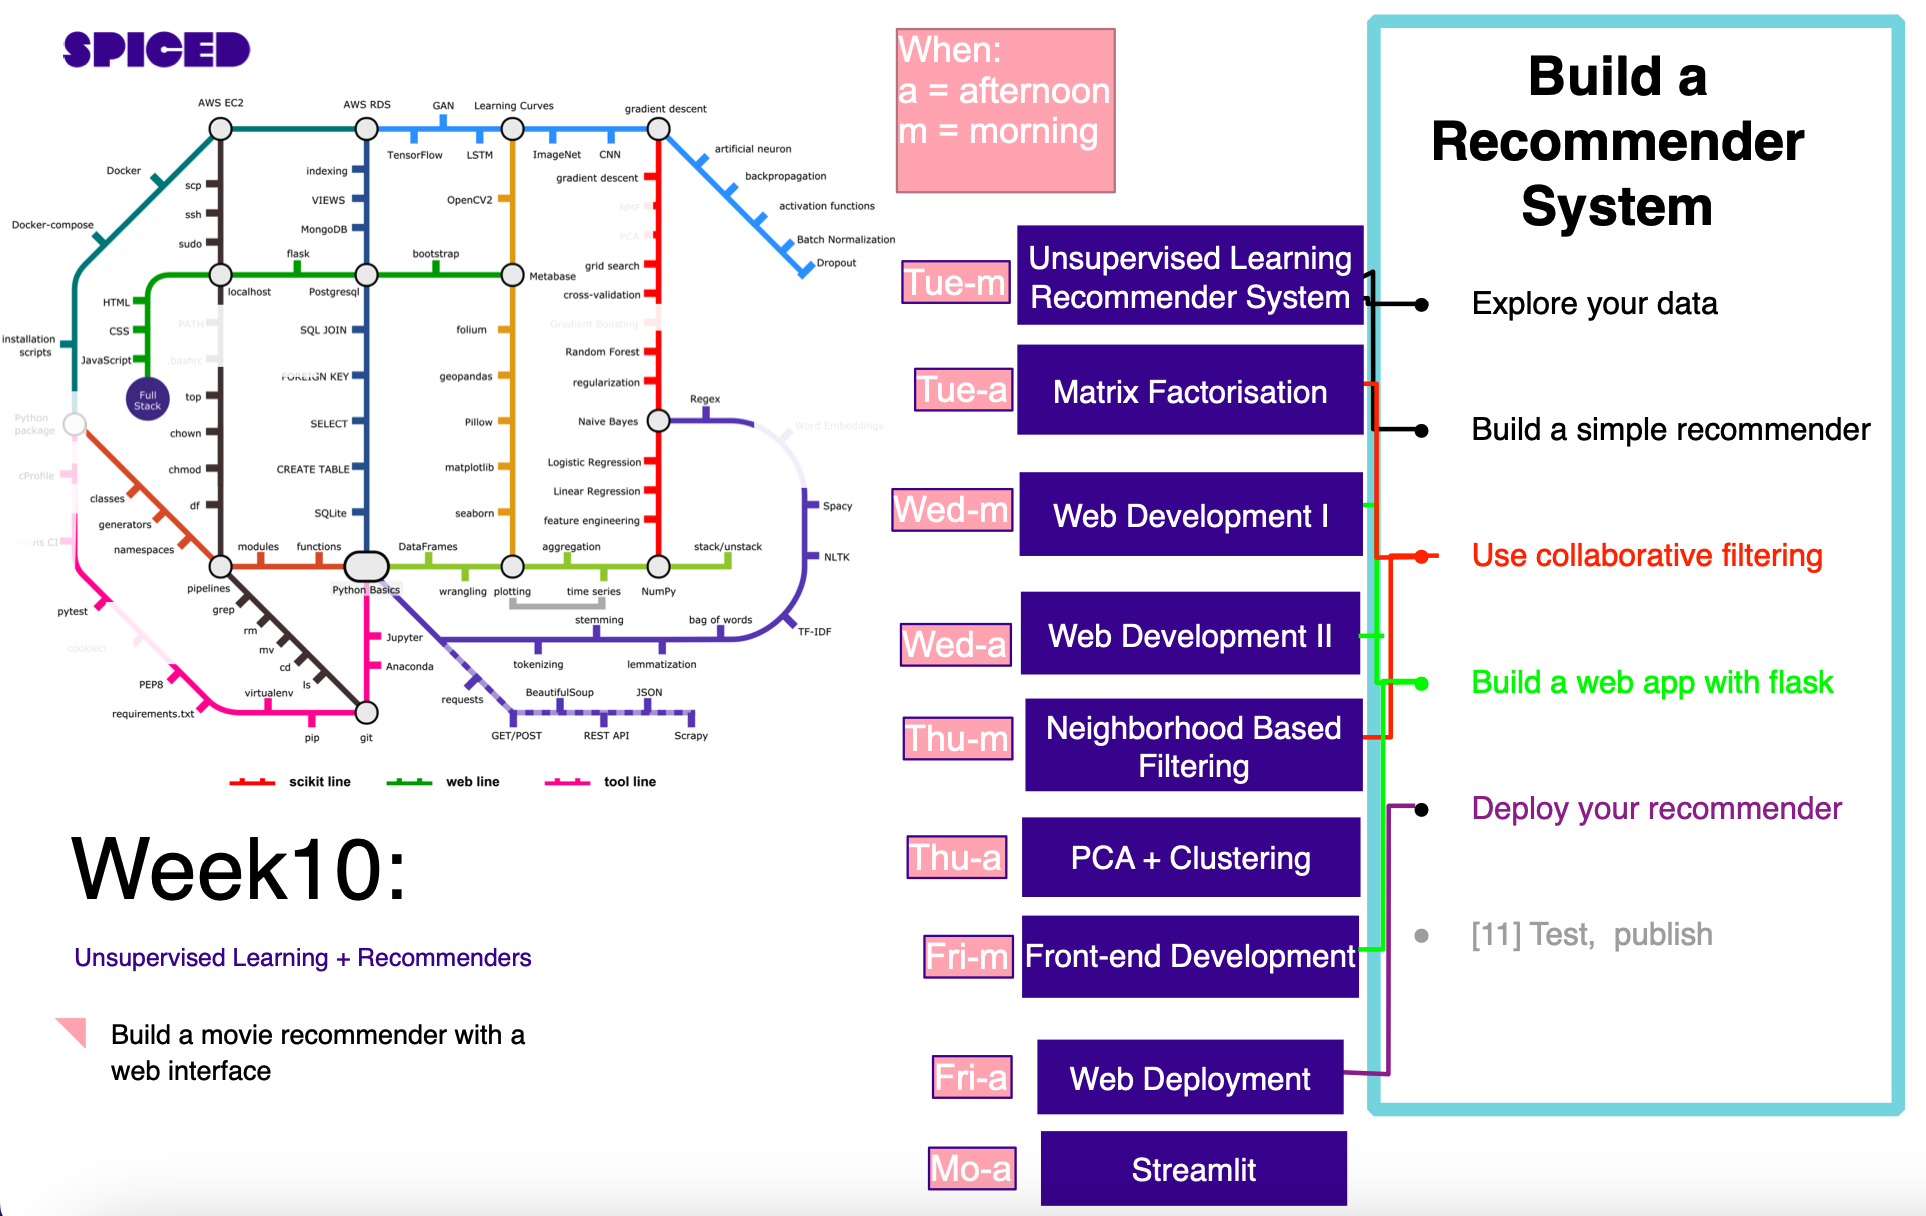 SPICED
AWS EC2
AWS RDS
GAN
Learning Curves
gradient descent
TensorFlow
LSTM
ImageNet
CNN
artificial neuron
backpropagation
activation functions
Batch Normalization
Dropout
Docker
Docker-compose
installation
scripts
scp
ssh
sudo
indexing
VIEWS
MongoDB
OpenCV2
gradient descent
NMF
PCA
grid search
cross-validation
Gradient Boosting
Random Forest
regularization
Naive Bayes
Logistic Regression
Linear Regression
feature engineering
flask
bootstrap
localhost
Postgresql
Metabase
HTML
CSS
JavaScript
Full
Stack
PATH
.bashrc
top
chown
chmod
df
SQL JOIN
FOREIGN KEY
SELECT
CREATE TABLE
SQLite
folium
geopandas
Pillow
matplotlib
seaborn
Regex
Word Embeddings
Spacy
NLTK
TF-IDF
Python
package
cProfile
classes
generators
namespaces
modules
functions
DataFrames
aggregation
stack/unstack
pipelines
Python Basics
wrangling
plotting
time series
NumPy
grep
rm
mv
cd
ls
pytest
PEP8
requirements.txt
virtualenv
pip
git
Jupyter
Anaconda
stemming
bag of words
tokenizing
lemmatization
requests
BeautifulSoup
JSON
GET/POST
REST API
Scrapy
scikit line
web line
tool line
Week10:
Unsupervised Learning + Recommenders
Build a movie recommender with a
web interface
When:
a = afternoon
m = morning
Tue-m
Unsupervised Learning
Recommender System
Tue-a
Matrix Factorisation
Wed-m
Web Development I
Wed-a
Web Development II
Thu-m
Neighborhood Based
Filtering
Thu-a
PCA + Clustering
Fri-m
Front-end Development
Fri-a
Web Deployment
Mo-a
Streamlit
Build a
Recommender
System
Explore your data
Build a simple recommender
Use collaborative filtering
Build a web app with flask
Deploy your recommender
[11] Test, publish